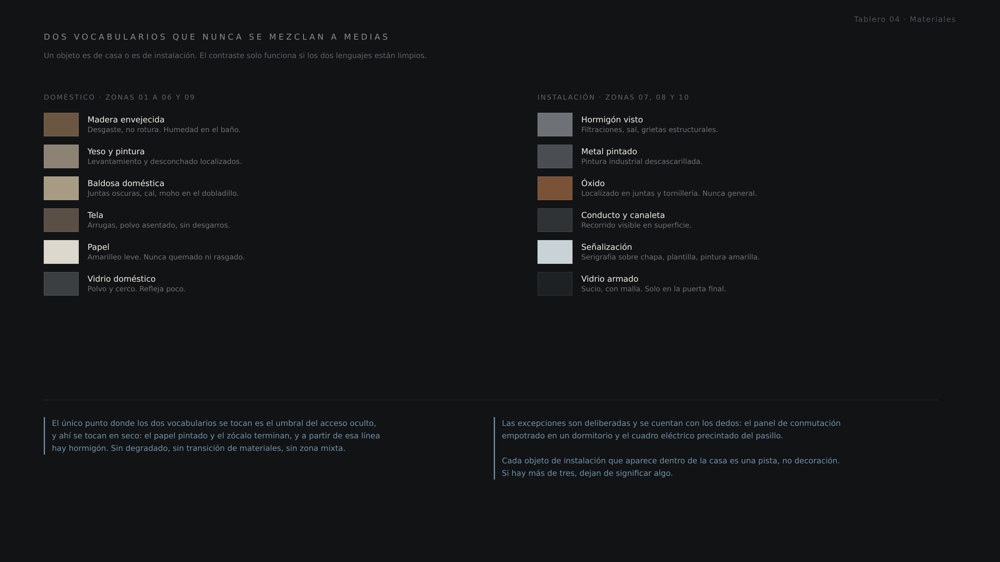 Tablero 04 · Materiales
DOS VOCABULARIOS QUE NUNCA SE MEZCLAN A MEDIAS
Un objeto es de casa o es de instalación. El contraste solo funciona si los dos lenguajes están limpios.
DOMÉSTICO · ZONAS 01 A 06 Y 09
Madera envejecida
Desgaste, no rotura. Humedad en el baño.
Yeso y pintura
Levantamiento y desconchado localizados.
Baldosa doméstica
Juntas oscuras, cal, moho en el dobladillo.
Tela
Arrugas, polvo asentado, sin desgarros.
Papel
Amarilleo leve. Nunca quemado ni rasgado.
Vidrio doméstico
Polvo y cerco. Refleja poco.
INSTALACIÓN · ZONAS 07, 08 Y 10
Hormigón visto
Filtraciones, sal, grietas estructurales.
Metal pintado
Pintura industrial descascarillada.
Óxido
Localizado en juntas y tornillería. Nunca general.
Conducto y canaleta
Recorrido visible en superficie.
Señalización
Serigrafía sobre chapa, plantilla, pintura amarilla.
Vidrio armado
Sucio, con malla. Solo en la puerta final.
El único punto donde los dos vocabularios se tocan es el umbral del acceso oculto,
y ahí se tocan en seco: el papel pintado y el zócalo terminan, y a partir de esa línea
hay hormigón. Sin degradado, sin transición de materiales, sin zona mixta.
Las excepciones son deliberadas y se cuentan con los dedos: el panel de conmutación
empotrado en un dormitorio y el cuadro eléctrico precintado del pasillo.
Cada objeto de instalación que aparece dentro de la casa es una pista, no decoración.
Si hay más de tres, dejan de significar algo.